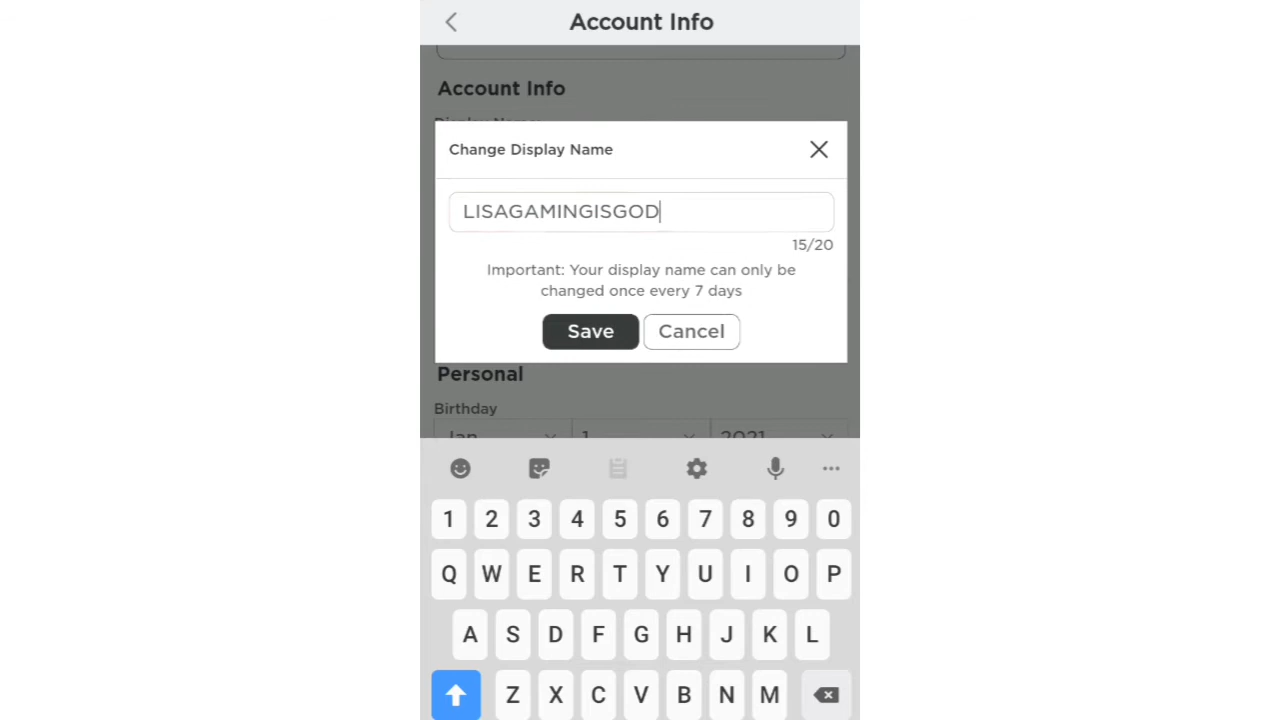 Account Info
Account Info
Display Name:
Change Display Name
LISAGAMINGISGOD
15/20
Important: Your display name can only be
changed once every 7 days
Save Cancel
Personal
Birthday
Jan 1 2021
1 2 3 4 5 6 7 8 9 0
Q W E R T Y U I O P
A S D F G H J K L
Z X C V B N M